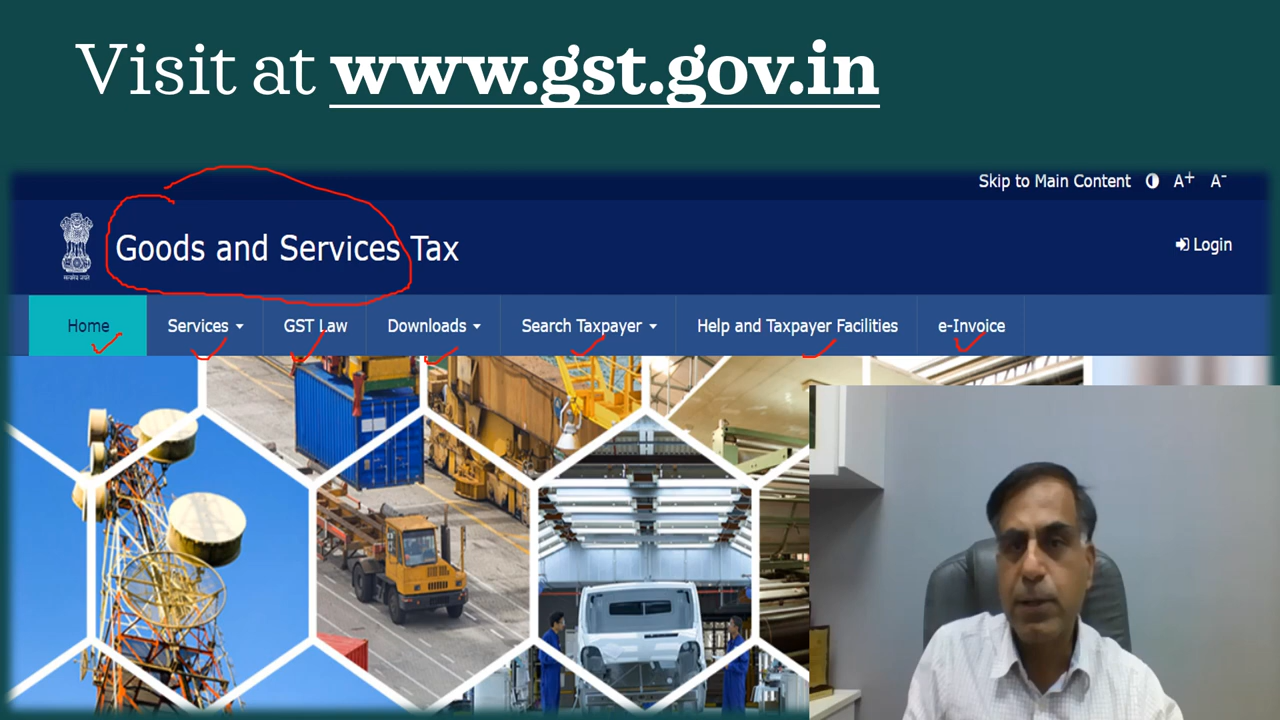 Visit at www.gst.gov.in
Skip to Main Content A+ A-
Goods and Services Tax
Login
Home Services GST Law Downloads Search Taxpayer Help and Taxpayer Facilities e-Invoice